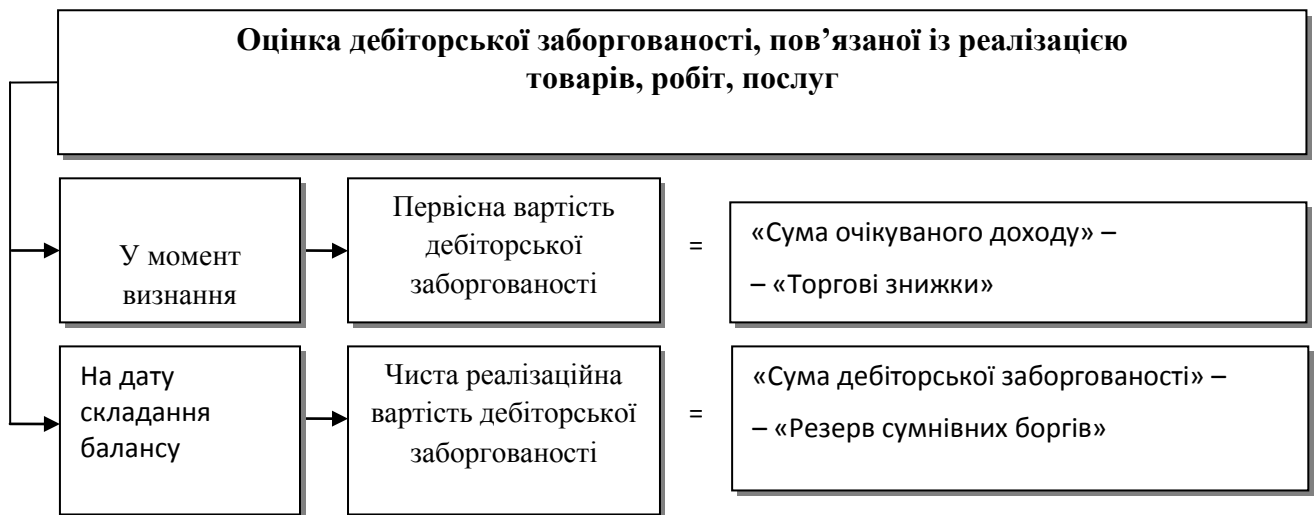 Оцінка дебіторської заборгованості, пов’язаної із реалізацією
товарів, робіт, послуг
У момент
визнання
Первісна вартість
дебіторської
заборгованості
=
«Сума очікуваного доходу» –
– «Торгові знижки»
На дату
складання
балансу
Чиста реалізаційна
вартість дебіторської
заборгованості
=
«Сума дебіторської заборгованості» –
– «Резерв сумнівних боргів»